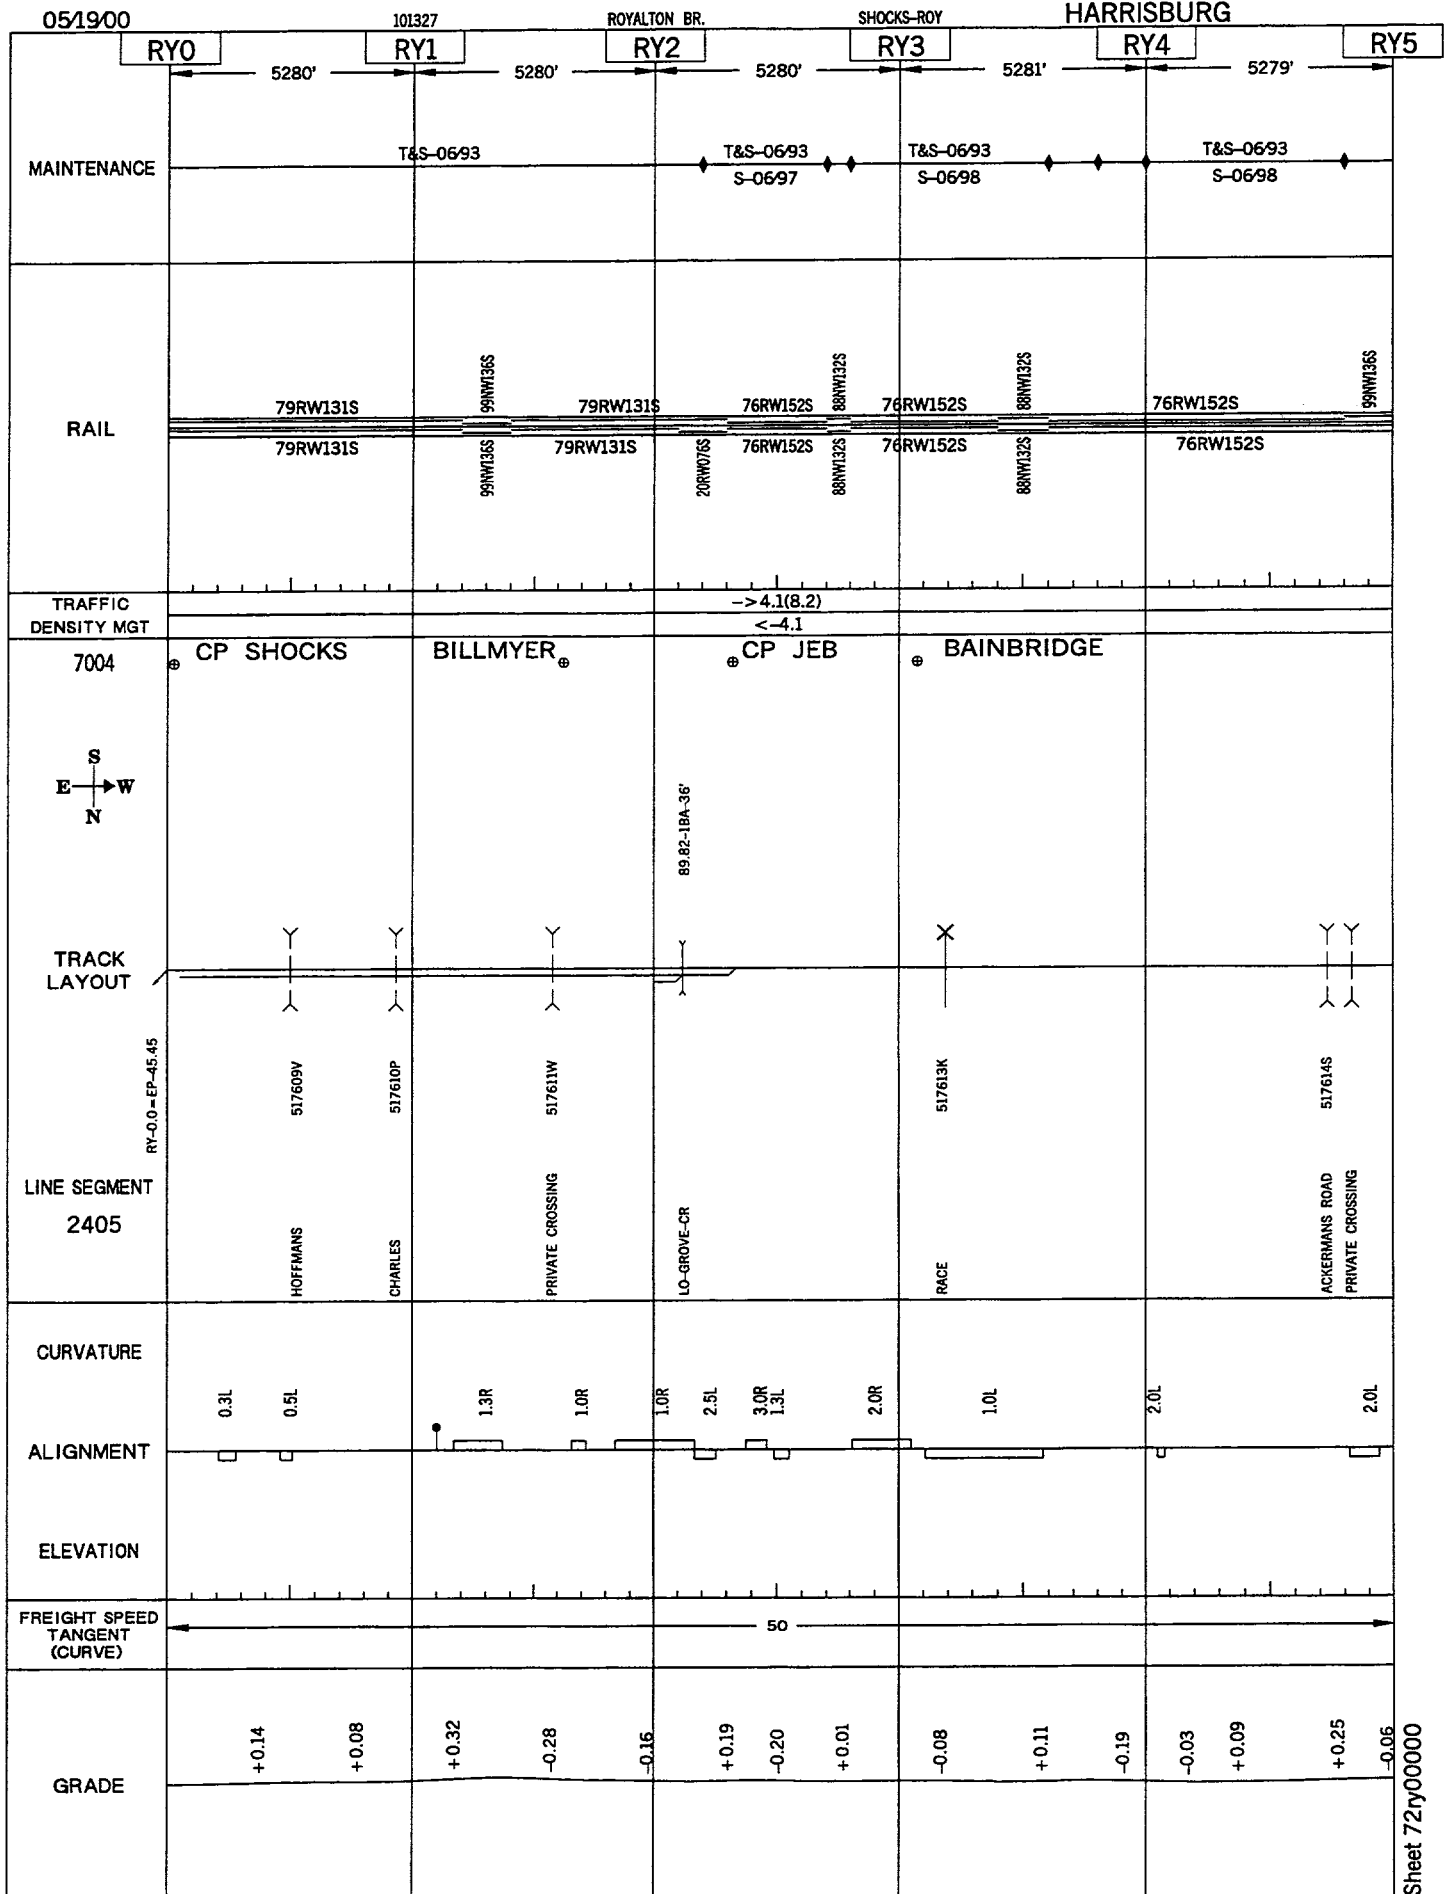 05/19/00
101327
ROYALTON BR.
SHOCKS-ROY
HARRISBURG
RY0
RY1
RY2
RY3
RY4
RY5
5280'
5280'
5280'
5281'
5279'
MAINTENANCE
T&S-06/93
T&S-06/93
S-06/97
T&S-06/93
S-06/98
T&S-06/93
S-06/98
RAIL
79RW131S
99NW136S
79RW131S
76RW152S
88NW132S
76RW152S
88NW132S
76RW152S
99NW136S
79RW131S
99NW136S
79RW131S
20RW076S
76RW152S
88NW132S
76RW152S
88NW132S
76RW152S
TRAFFIC
DENSITY MGT
->4.1(8.2)
<-4.1
7004
CP SHOCKS
BILLMYER
CP JEB
BAINBRIDGE
S
E W
N
89.82-1BA-36'
TRACK
LAYOUT
RY-0.0=EP-45.45
517609V
517610P
517611W
517613K
517614S
LINE SEGMENT
2405
HOFFMANS
CHARLES
PRIVATE CROSSING
LO-GROVE-CR
RACE
ACKERMANS ROAD
PRIVATE CROSSING
CURVATURE
0.3L
0.5L
1.3R
1.0R
1.0R
2.5L
3.0R
1.3L
2.0R
1.0L
2.0L
2.0L
ALIGNMENT
ELEVATION
FREIGHT SPEED
TANGENT
(CURVE)
50
GRADE
+0.14
+0.08
+0.32
-0.28
-0.16
+0.19
-0.20
+0.01
-0.08
+0.11
-0.19
-0.03
+0.09
+0.25
-0.06
Sheet 72ry00000